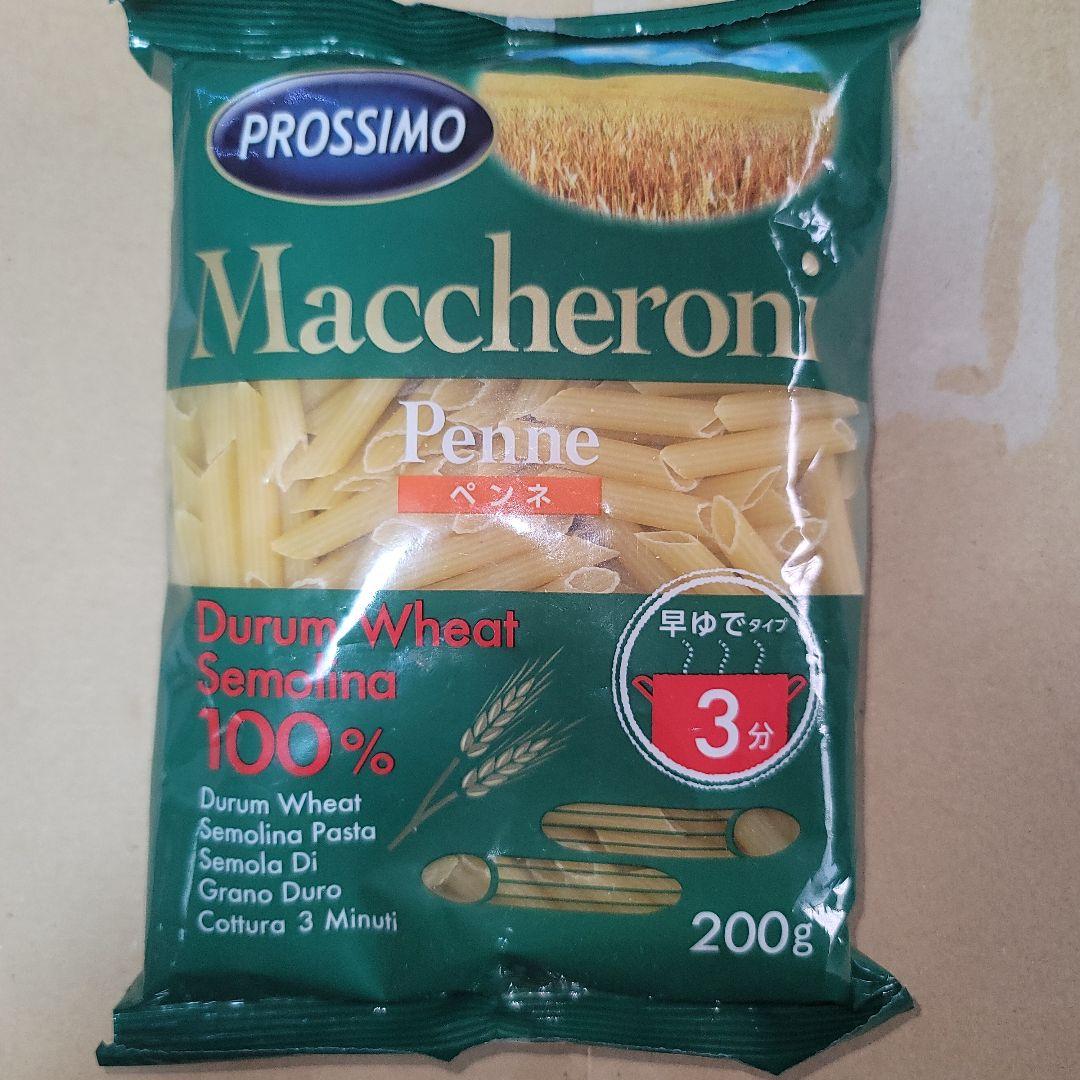 PROSSIMO
Maccheroni
Penne
ペンネ
Durum Wheat
Semolina
100%
Durum Wheat
Semolina Pasta
Semola Di
Grano Duro
Cottura 3 Minuti
早ゆでタイプ
3分
200g